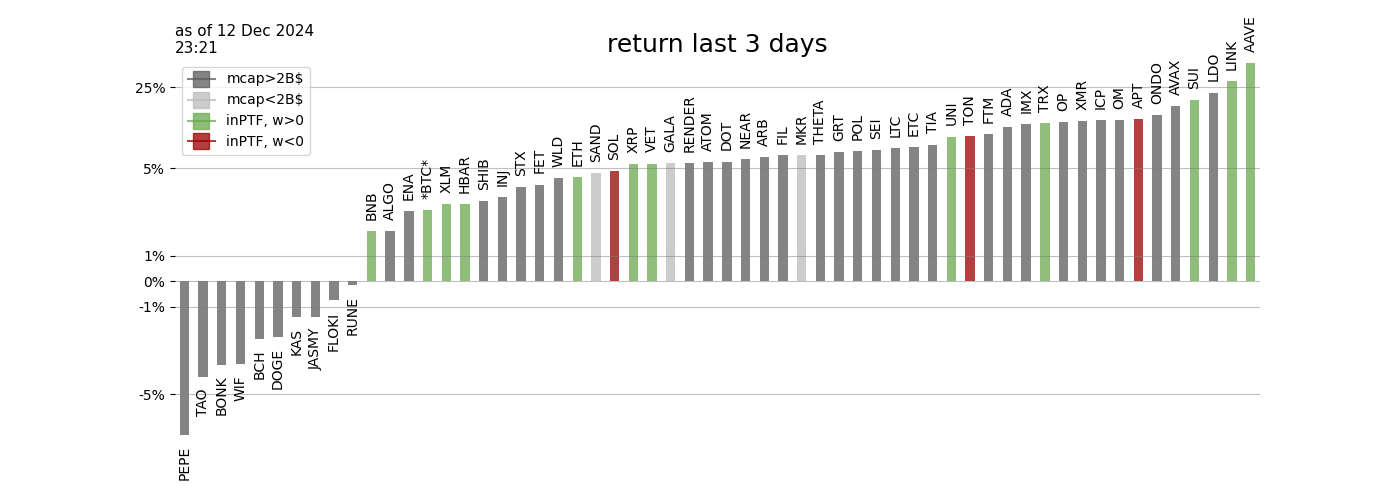 as of 12 Dec 2024
23:21
return last 3 days
mcap>2B$
mcap<2B$
inPTF, w>0
inPTF, w<0
25%
5%
1%
0%
-1%
-5%
PEPE
TAO
BONK
WIF
BCH
DOGE
KAS
JASMY
FLOKI
RUNE
BNB
ALGO
ENA
*BTC*
XLM
HBAR
SHIB
INJ
STX
FET
WLD
ETH
SAND
SOL
XRP
VET
GALA
RENDER
ATOM
DOT
NEAR
ARB
FIL
MKR
THETA
GRT
POL
SEI
LTC
ETC
TIA
UNI
TON
FTM
ADA
IMX
TRX
OP
XMR
ICP
OM
APT
ONDO
AVAX
SUI
LDO
LINK
AAVE